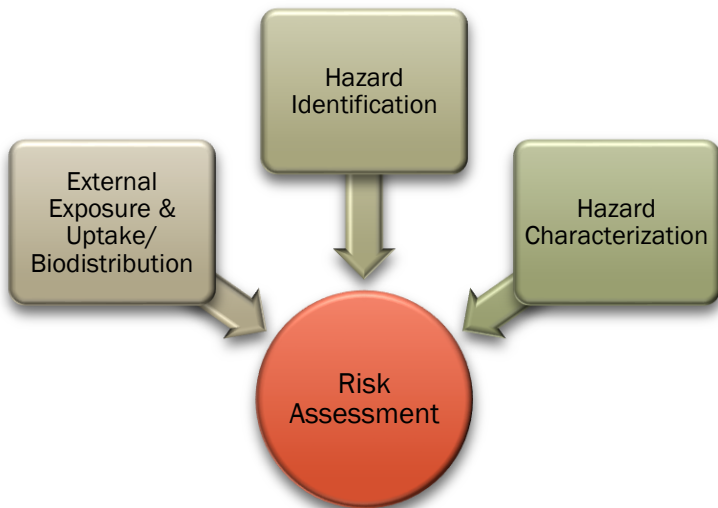 Hazard
Identification
External
Exposure &
Uptake/
Biodistribution
Hazard
Characterization
Risk
Assessment